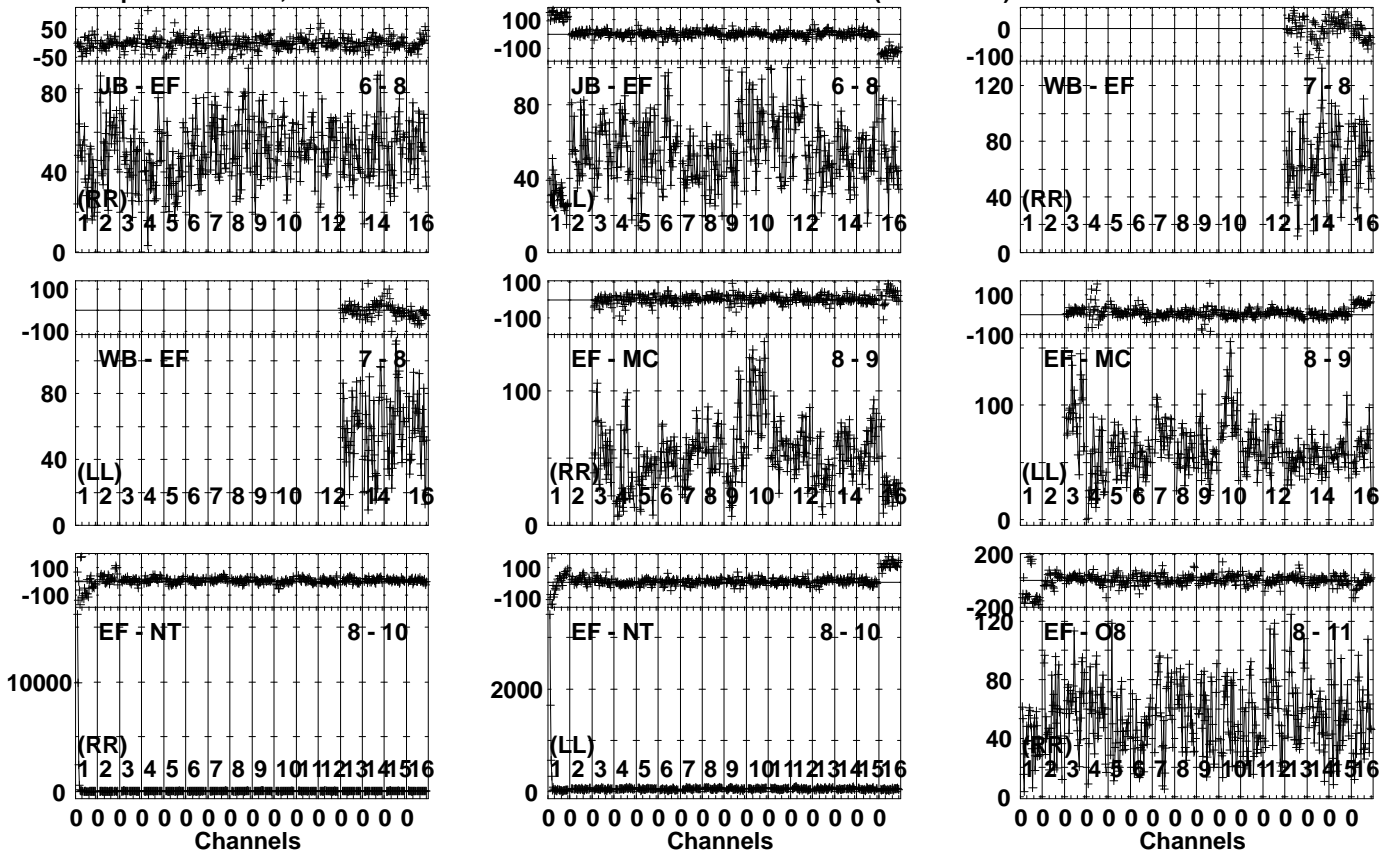 50
-50
JB - EF 6 - 8
80
40
(RR)
1 2 3 4 5 6 7 8 9 10 12 14 16
0
100
-100
JB - EF 6 - 8
80
40
(LL)
1 2 3 4 5 6 7 8 9 10 12 14 16
0
0
-100
WB - EF 7 - 8
120
80
40
(RR)
1 2 3 4 5 6 7 8 9 10 12 14 16
0
100
-100
WB - EF 7 - 8
80
40
(LL)
1 2 3 4 5 6 7 8 9 10 12 14 16
0
100
-100
EF - MC 8 - 9
100
(RR)
1 2 3 4 5 6 7 8 9 10 12 14 16
0
100
-100
EF - MC 8 - 9
100
(LL)
1 2 3 4 5 6 7 8 9 10 12 14 16
0
100
-100
EF - NT 8 - 10
10000
(RR)
1 2 3 4 5 6 7 8 9 10 11 12 13 14 15 16
0
0 0 0 0 0 0 0 0 0 0 0 0 0 0 0 0
Channels
100
-100
EF - NT 8 - 10
2000
(LL)
1 2 3 4 5 6 7 8 9 10 11 12 13 14 15 16
0
0 0 0 0 0 0 0 0 0 0 0 0 0 0 0 0
Channels
200
-200
120
EF - O8 8 - 11
80
40
(RR)
1 2 3 4 5 6 7 8 9 10 11 12 13 14 15 16
0
0 0 0 0 0 0 0 0 0 0 0 0 0 0 0 0
Channels